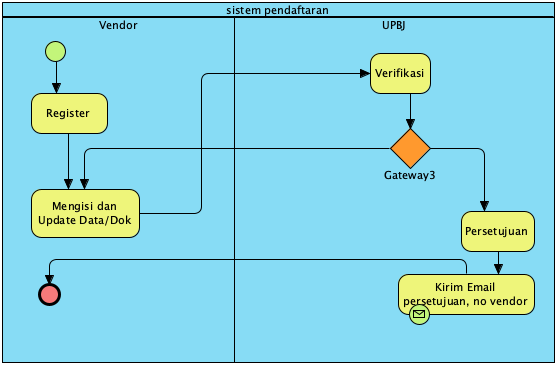 sistem pendaftaran
Vendor
UPBJ
Verifikasi
Register
Gateway3
Mengisi dan
Update Data/Dok
Persetujuan
Kirim Email
persetujuan, no vendor